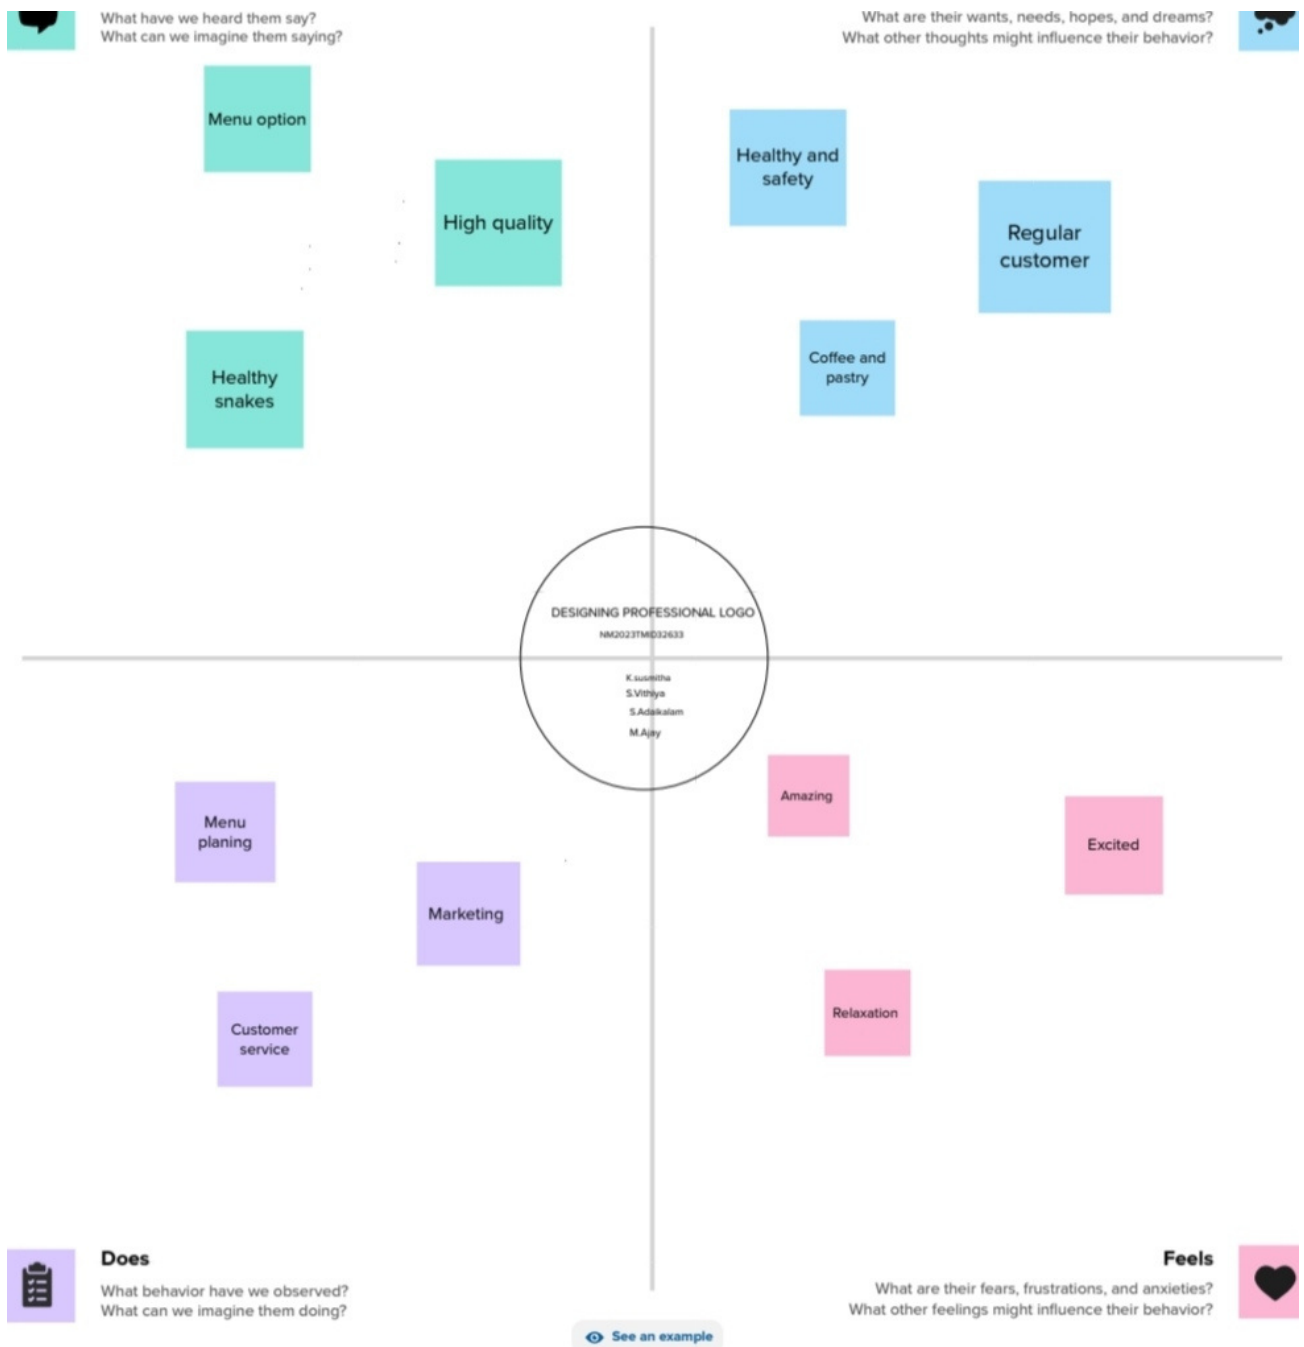 What have we heard them say?
What can we imagine them saying?
What are their wants, needs, hopes, and dreams?
What other thoughts might influence their behavior?
Menu option
High quality
Healthy
snakes
Healthy and
safety
Regular
customer
Coffee and
pastry
DESIGNING PROFESSIONAL LOGO
NM2023TMID32633
K.susmitha
S.Vithiya
S.Adaikalam
M.Ajay
Menu
planing
Marketing
Customer
service
Amazing
Excited
Relaxation
Does
What behavior have we observed?
What can we imagine them doing?
Feels
What are their fears, frustrations, and anxieties?
What other feelings might influence their behavior?
See an example